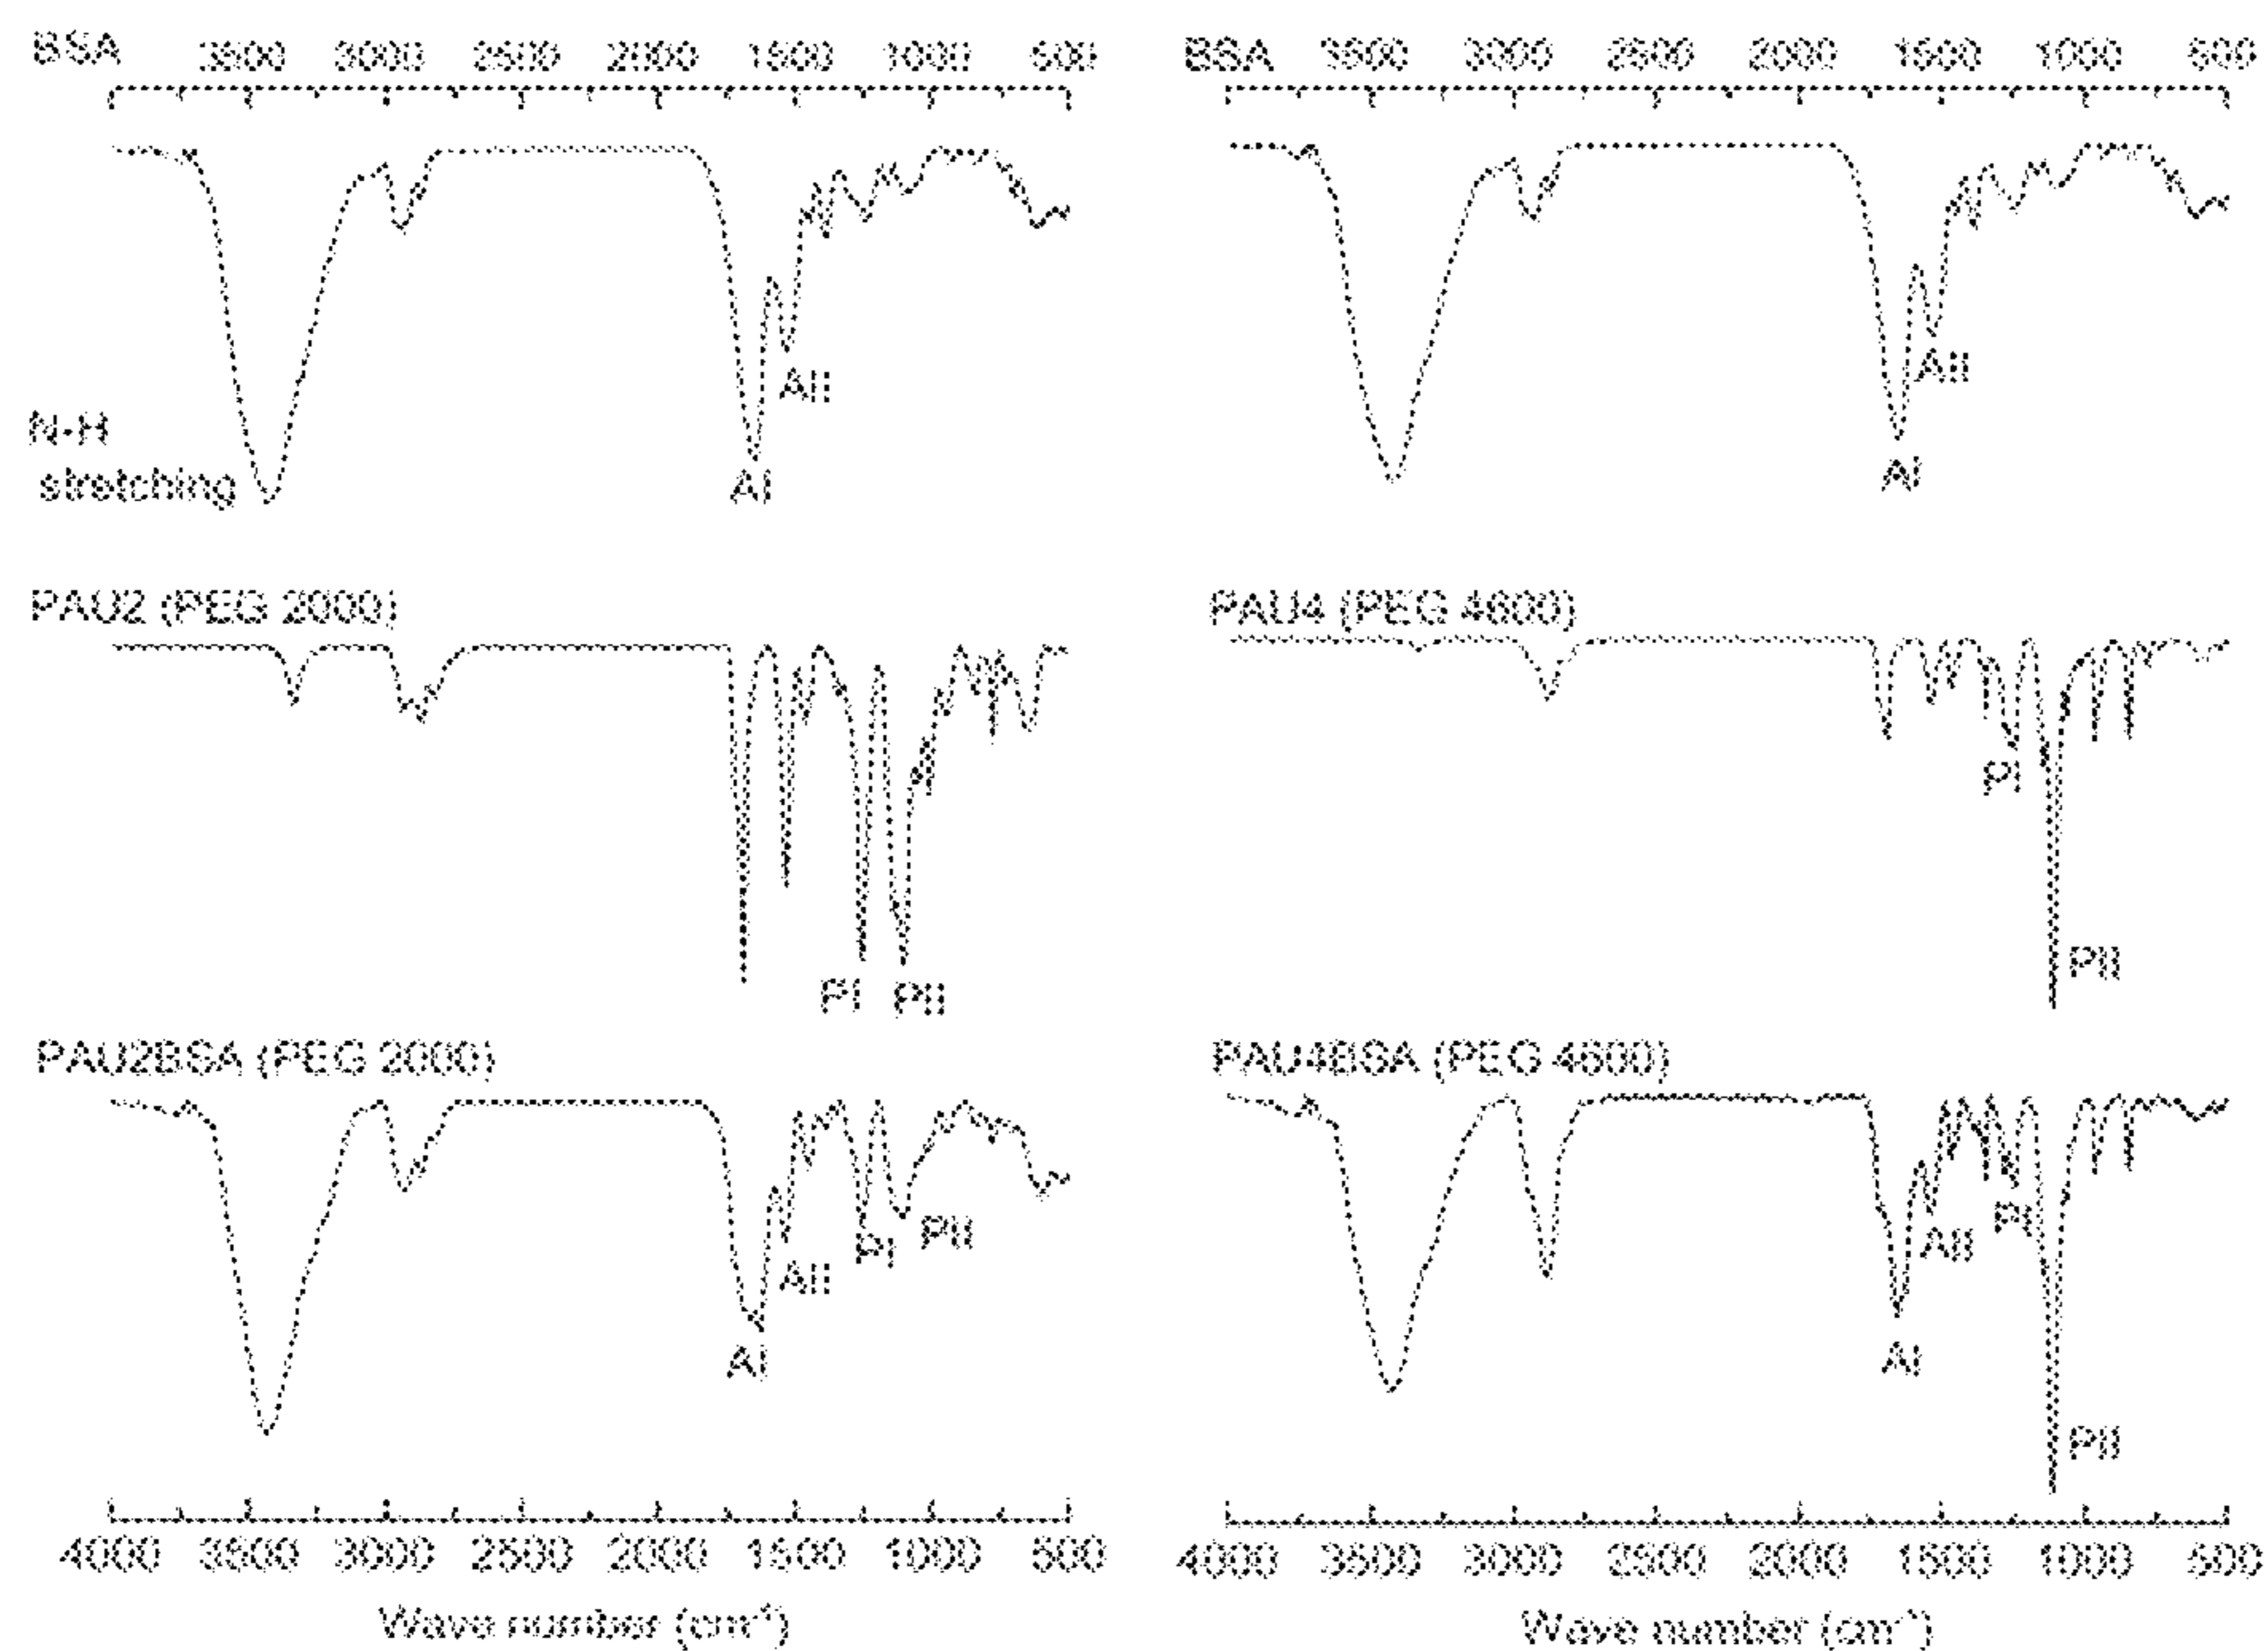 BSA 3500 3000 2500 2000 1500 1000 500
AII
N-H
stretching
AI
PAU2 (PEG 2000)
PI PII
PAU2BSA (PEG 2000)
PII
PI
AII
AI
4000 3500 3000 2500 2000 1500 1000 500
Wave number (cm⁻¹)
BSA 3500 3000 2500 2000 1500 1000 500
AII
AI
PAU4 (PEG 4600)
PI
PII
PAU4BSA (PEG 4600)
PI
AII
AI
PII
4000 3500 3000 2500 2000 1500 1000 500
Wave number (cm⁻¹)